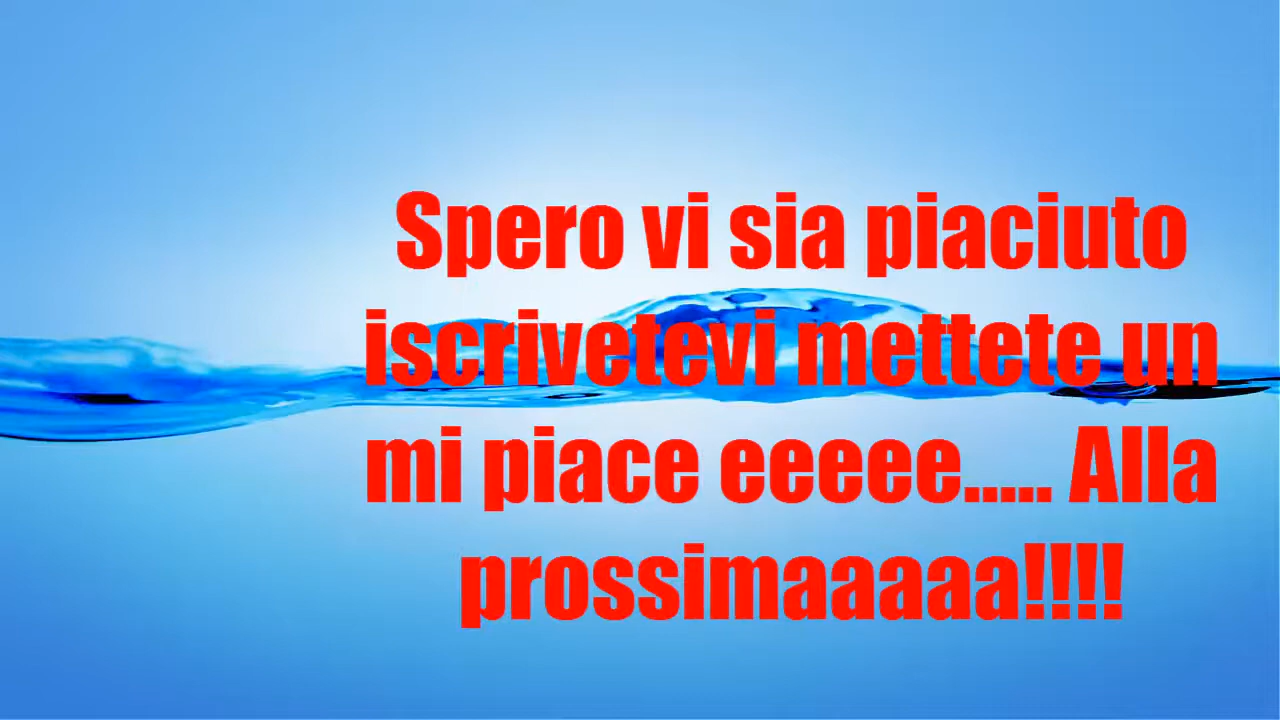 Spero vi sia piaciuto
iscrivetevi mettete un
mi piace eeeee..... Alla
prossimaaaaa!!!!